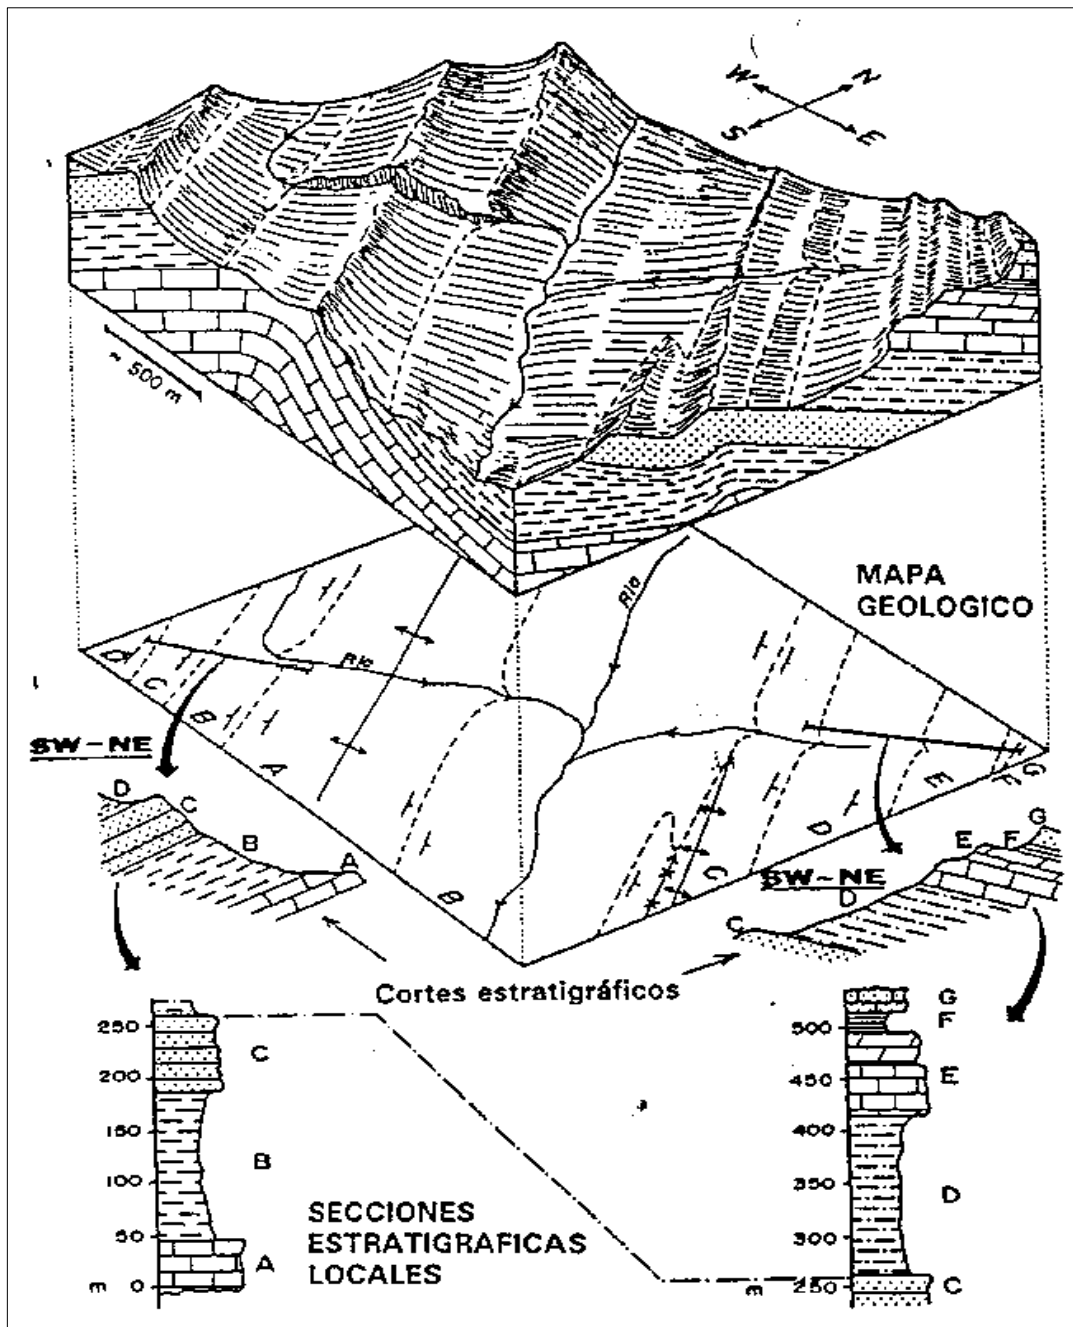 W N
S E
~ 500 m
MAPA
GEOLOGICO
Río
Río
D C B A B
C D E F G
SW-NE
D C B A
SW-NE
C D E F G
Cortes estratigráficos
250
200
150
100
50
m 0
C
B
A
SECCIONES
ESTRATIGRAFICAS
LOCALES
500
450
400
350
300
m 250
G
F
E
D
C